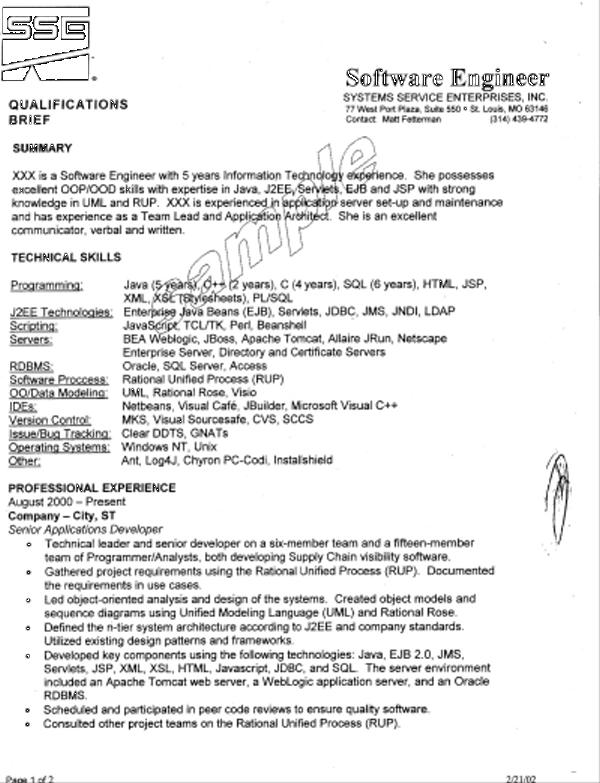 SSE
Software Engineer
SYSTEMS SERVICE ENTERPRISES, INC.
77 West Port Plaza, Suite 550 ° St. Louis, MO 63146
Contact: Matt Fetterman (314) 439-4772
QUALIFICATIONS
BRIEF
SUMMARY
XXX is a Software Engineer with 5 years Information Technology experience. She possesses
excellent OOP/OOD skills with expertise in Java, J2EE, Servlets, EJB and JSP with strong
knowledge in UML and RUP. XXX is experienced in application server set-up and maintenance
and has experience as a Team Lead and Application Architect. She is an excellent
communicator, verbal and written.
Sample
TECHNICAL SKILLS
Programming: Java (5 years), C++ (2 years), C (4 years), SQL (6 years), HTML, JSP,
XML, XSL (Stylesheets), PL/SQL
J2EE Technologies: Enterprise Java Beans (EJB), Servlets, JDBC, JMS, JNDI, LDAP
Scripting: JavaScript, TCL/TK, Perl, Beanshell
Servers: BEA Weblogic, JBoss, Apache Tomcat, Allaire JRun, Netscape
Enterprise Server, Directory and Certificate Servers
RDBMS: Oracle, SQL Server, Access
Software Proccess: Rational Unified Process (RUP)
OO/Data Modeling: UML, Rational Rose, Visio
IDEs: Netbeans, Visual Café, JBuilder, Microsoft Visual C++
Version Control: MKS, Visual Sourcesafe, CVS, SCCS
Issue/Bug Tracking: Clear DDTS, GNATs
Operating Systems: Windows NT, Unix
Other: Ant, Log4J, Chyron PC-Codi, Installshield
PROFESSIONAL EXPERIENCE
August 2000 – Present
Company – City, ST
Senior Applications Developer
° Technical leader and senior developer on a six-member team and a fifteen-member
team of Programmer/Analysts, both developing Supply Chain visibility software.
° Gathered project requirements using the Rational Unified Process (RUP). Documented
the requirements in use cases.
° Led object-oriented analysis and design of the systems. Created object models and
sequence diagrams using Unified Modeling Language (UML) and Rational Rose.
° Defined the n-tier system architecture according to J2EE and company standards.
Utilized existing design patterns and frameworks.
° Developed key components using the following technologies: Java, EJB 2.0, JMS,
Servlets, JSP, XML, XSL, HTML, Javascript, JDBC, and SQL. The server environment
included an Apache Tomcat web server, a WebLogic application server, and an Oracle
RDBMS.
° Scheduled and participated in peer code reviews to ensure quality software.
° Consulted other project teams on the Rational Unified Process (RUP).
Page 1 of 2 2/21/02